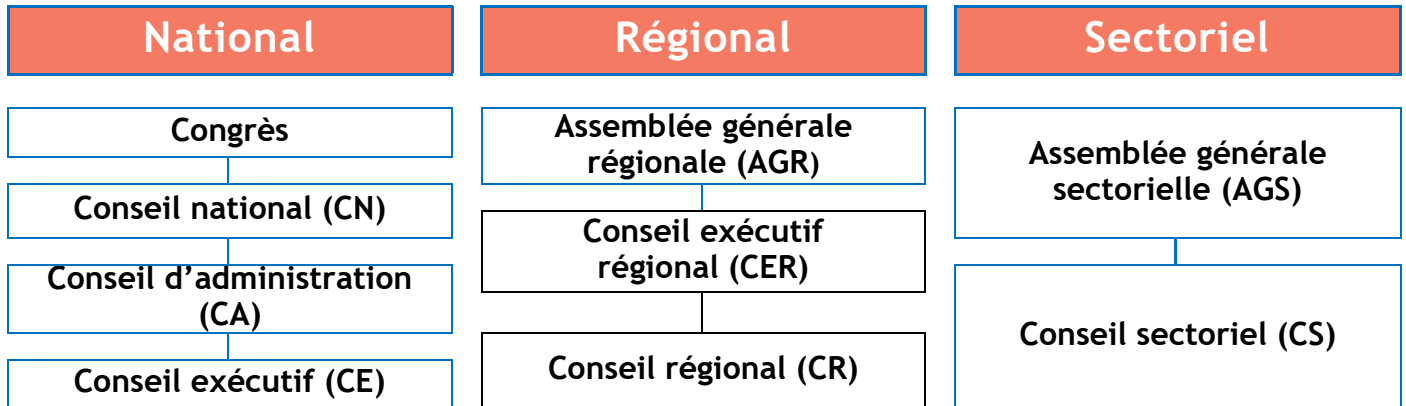 National
Congrès
Conseil national (CN)
Conseil d’administration
(CA)
Conseil exécutif (CE)
Régional
Assemblée générale
régionale (AGR)
Conseil exécutif
régional (CER)
Conseil régional (CR)
Sectoriel
Assemblée générale
sectorielle (AGS)
Conseil sectoriel (CS)